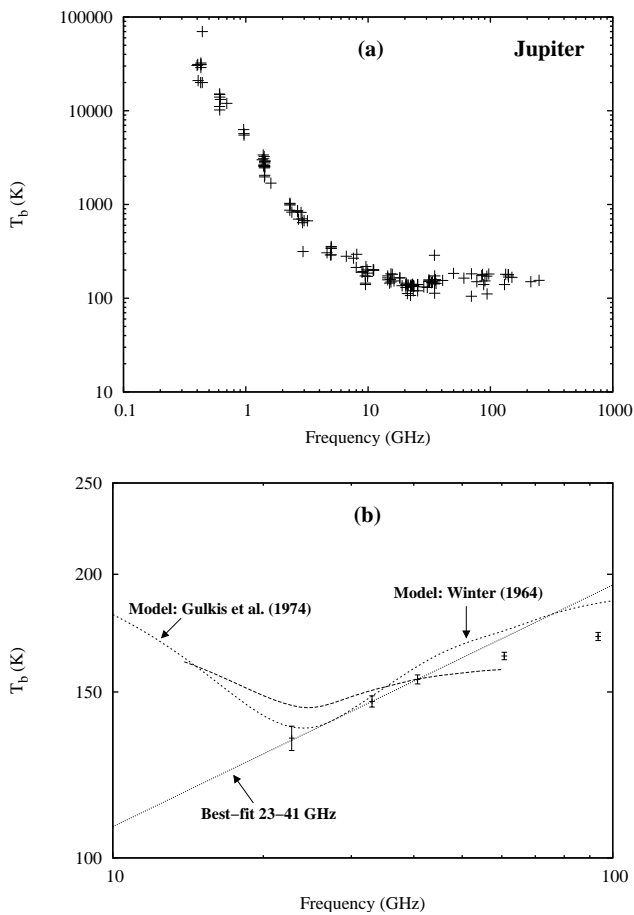 100000
(a)
Jupiter
10000
1000
100
10
T_b (K)
0.1
1
10
100
1000
Frequency (GHz)
250
(b)
200
Model: Gulkis et al. (1974)
Model: Winter (1964)
T_b (K)
150
Best−fit 23−41 GHz
100
10
100
Frequency (GHz)